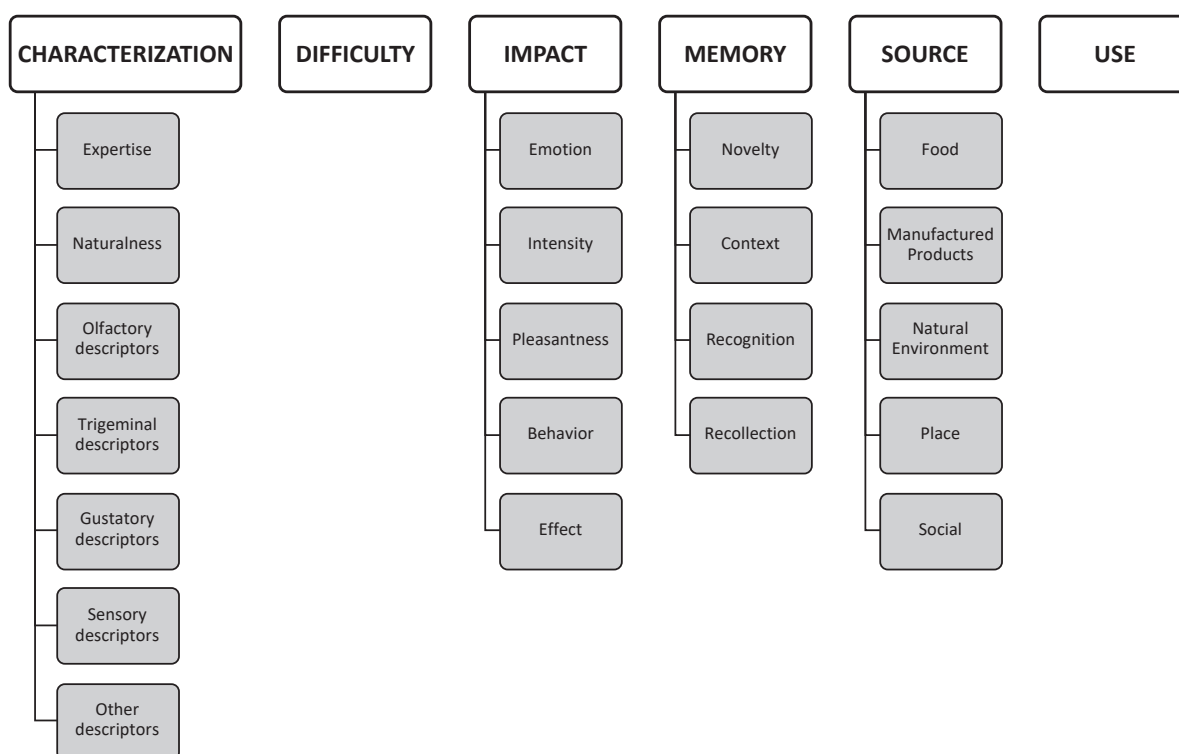 CHARACTERIZATION
DIFFICULTY
IMPACT
MEMORY
SOURCE
USE
Expertise
Naturalness
Olfactory
descriptors
Trigeminal
descriptors
Gustatory
descriptors
Sensory
descriptors
Other
descriptors
Emotion
Intensity
Pleasantness
Behavior
Effect
Novelty
Context
Recognition
Recollection
Food
Manufactured
Products
Natural
Environment
Place
Social